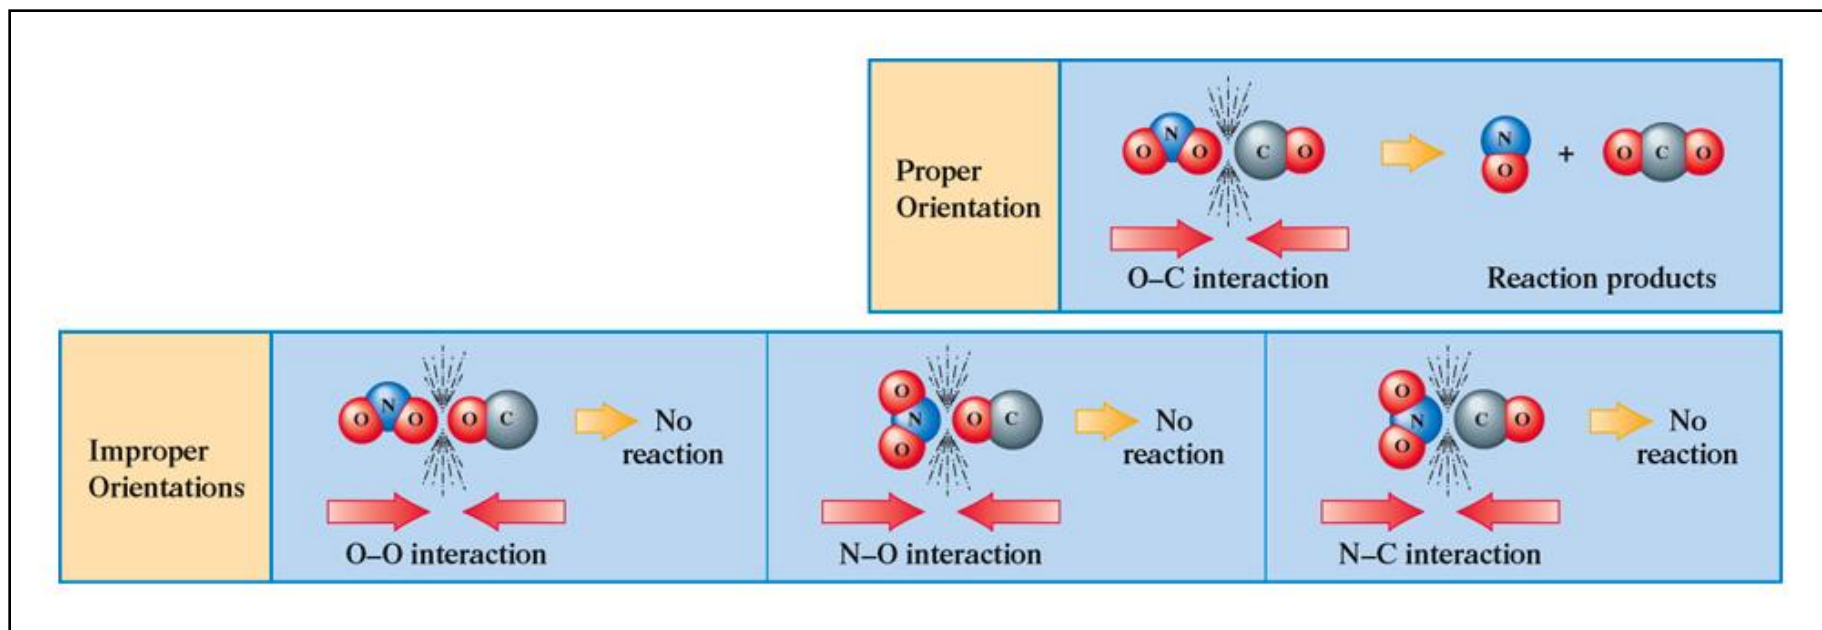 Proper
Orientation
O N O C O
N
O
+
O C O
O–C interaction
Reaction products
Improper
Orientations
O N O O C
No
reaction
O–O interaction
O
N
O
O C
No
reaction
N–O interaction
O
N
O
C O
No
reaction
N–C interaction